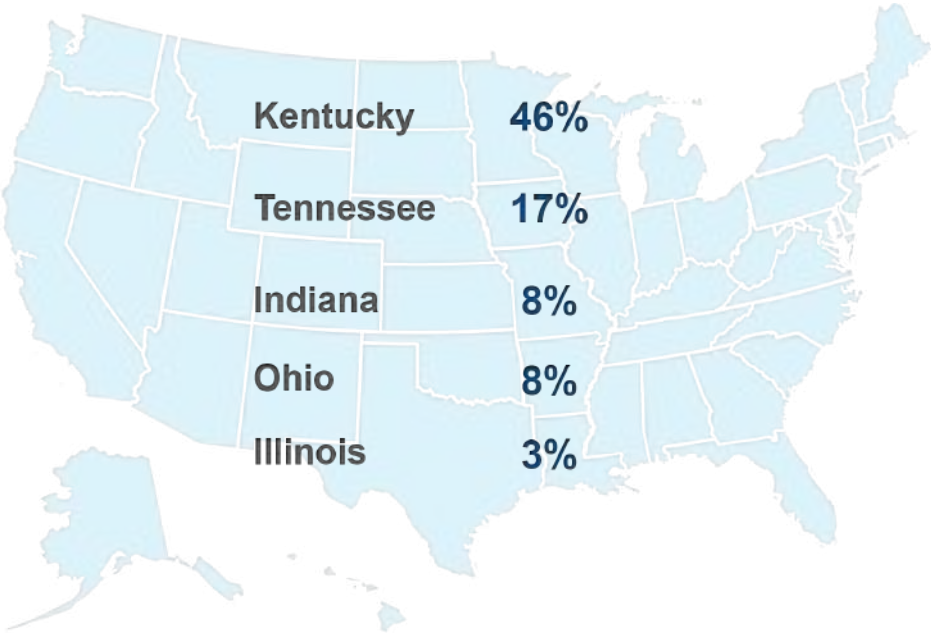 Kentucky 46%
Tennessee 17%
Indiana 8%
Ohio 8%
Illinois 3%